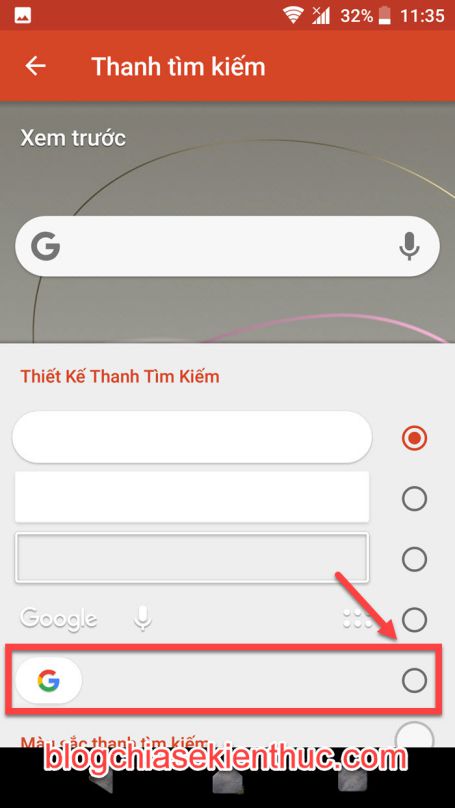 32% 11:35
Thanh tìm kiếm
Xem trước
G
Thiết Kế Thanh Tìm Kiếm
Google
G
Màu sắc thanh tìm kiếm
blogchiasekienthuc.com